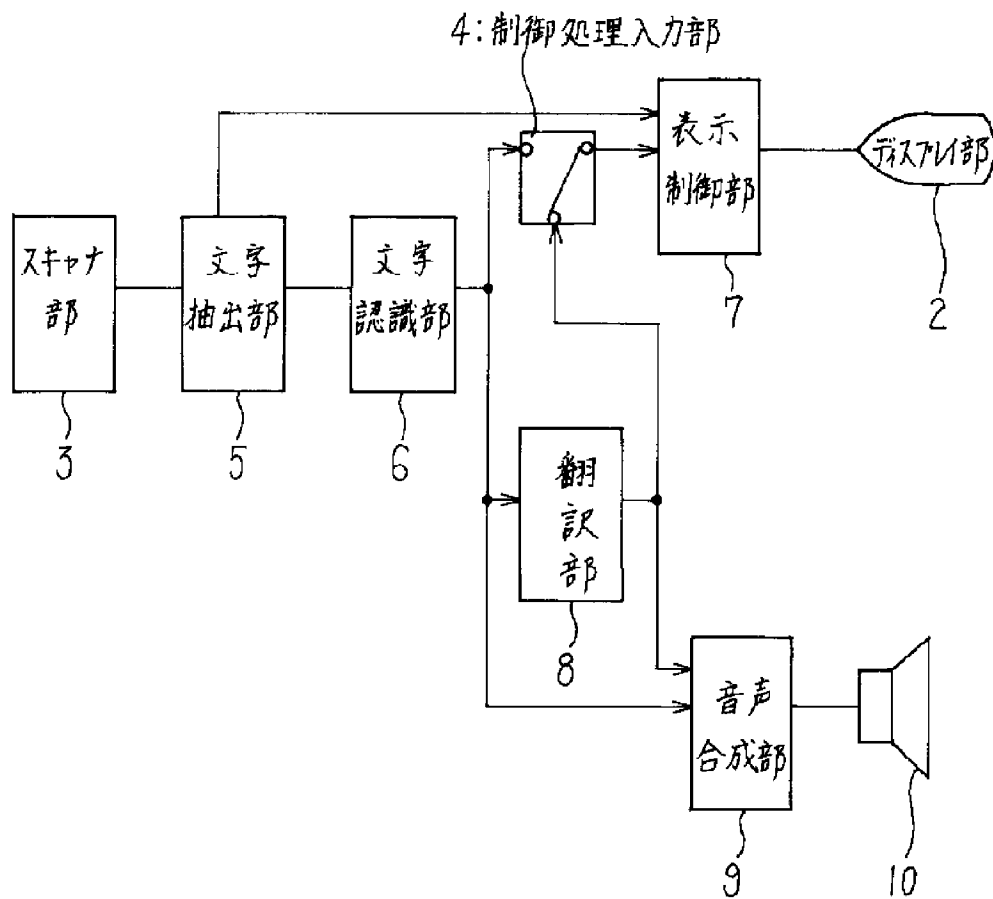 4:制御処理入力部
表示
制御部
ディスプレイ部
スキャナ
部
文字
抽出部
文字
認識部
7
2
3
5
6
翻
訳
部
8
音声
合成部
9
10